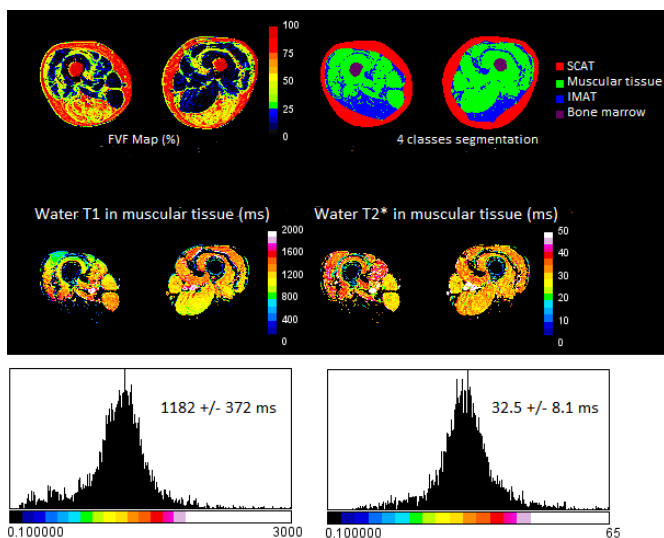 100
75
50
25
0
FVF Map (%)
SCAT
Muscular tissue
IMAT
Bone marrow
4 classes segmentation
Water T1 in muscular tissue (ms)
2000
1600
1200
800
400
0
Water T2* in muscular tissue (ms)
50
40
30
20
10
0
1182 +/- 372 ms
0.100000 3000
32.5 +/- 8.1 ms
0.100000 65